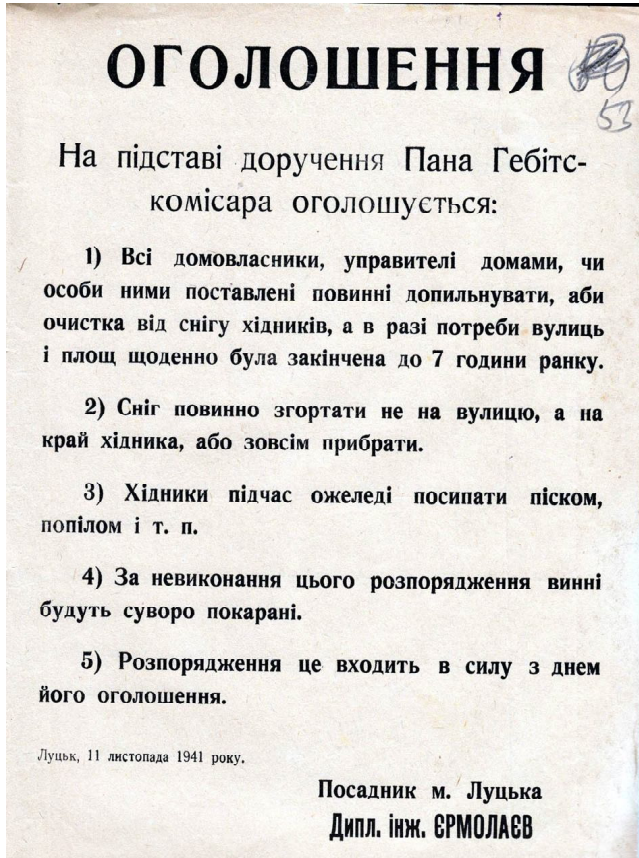 ОГОЛОШЕННЯ
53
На підставі доручення Пана Гебітс-
комісара оголошується:
1) Всі домовласники, управителі домами, чи
особи ними поставлені повинні допильнувати, аби
очистка від снігу хідників, а в разі потреби вулиць
і площ щоденно була закінчена до 7 години ранку.
2) Сніг повинно згортати не на вулицю, а на
край хідника, або зовсім прибрати.
3) Хідники підчас ожеледі посипати піском,
попілом і т. п.
4) За невиконання цього розпорядження винні
будуть суворо покарані.
5) Розпорядження це входить в силу з днем
його оголошення.
Луцьк, 11 листопада 1941 року.
Посадник м. Луцька
Дипл. інж. ЄРМОЛАЄВ